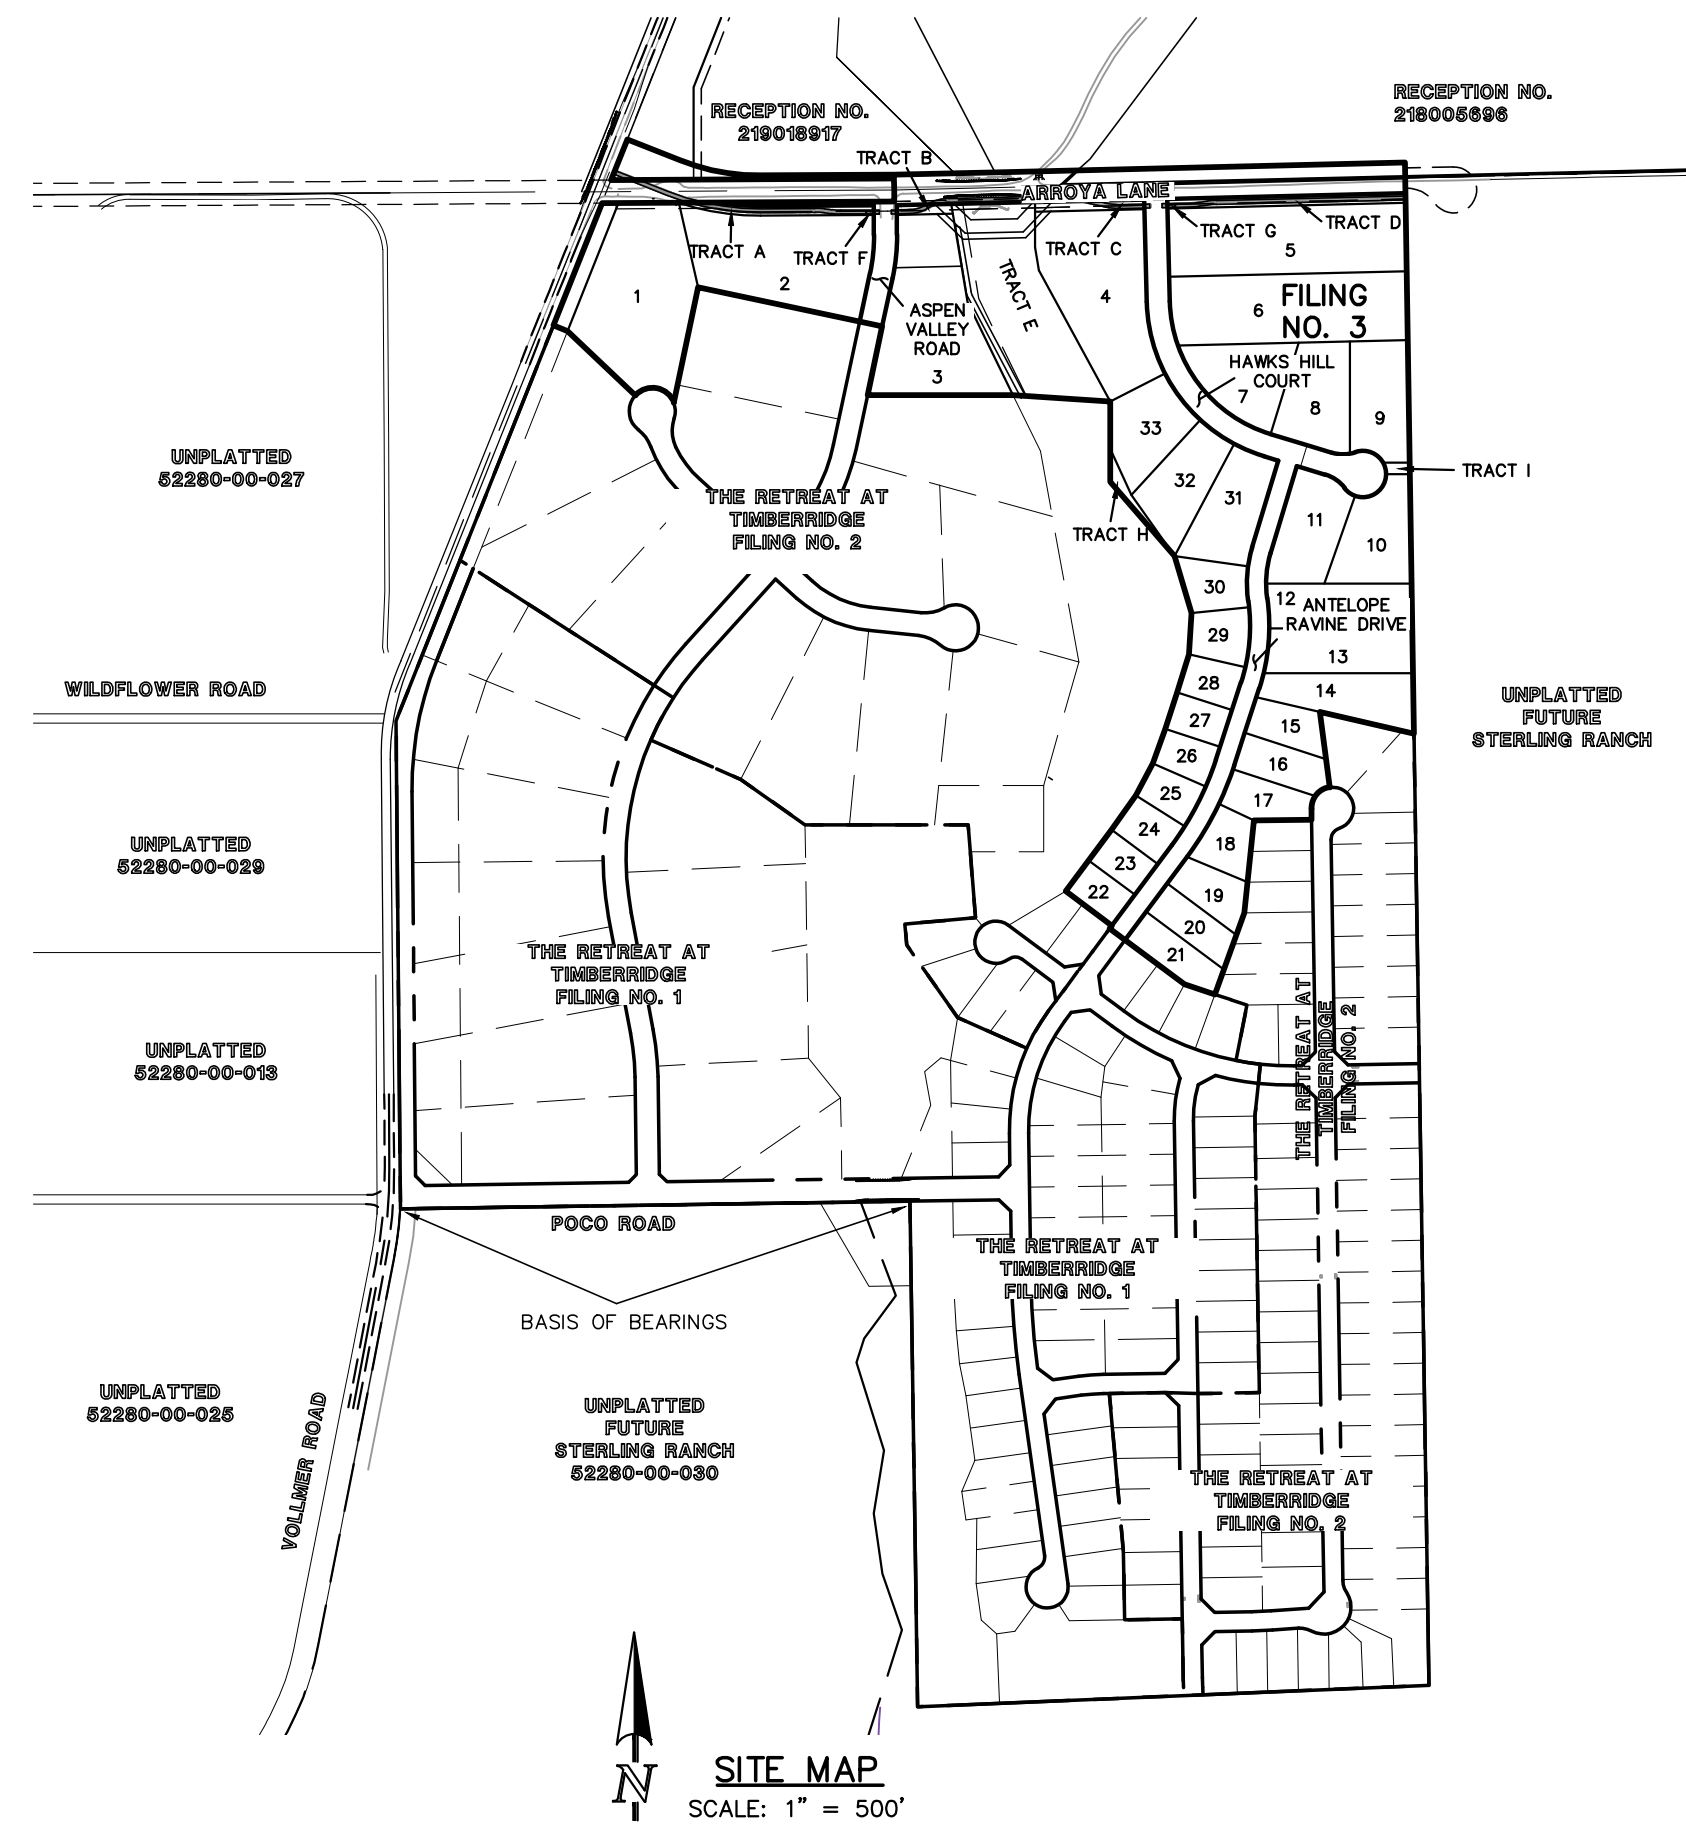 RECEPTION NO.
219018917
RECEPTION NO.
218005696
TRACT B
ARROYA LANE
TRACT A
TRACT F
TRACT C
TRACT G
TRACT D
TRACT E
1
2
ASPEN
VALLEY
ROAD
3
4
5
6
FILING
NO. 3
HAWKS HILL
COURT
7
8
9
33
32
31
TRACT I
11
10
TRACT H
UNPLATTED
52280-00-027
THE RETREAT AT
TIMBERRIDGE
FILING NO. 2
30
12
ANTELOPE
RAVINE DRIVE
29
13
28
14
27
15
26
16
25
17
24
18
23
22
19
20
21
WILDFLOWER ROAD
UNPLATTED
FUTURE
STERLING RANCH
UNPLATTED
52280-00-029
THE RETREAT AT
TIMBERRIDGE
FILING NO. 1
THE RETREAT AT
TIMBERRIDGE
FILING NO. 2
UNPLATTED
52280-00-013
POCO ROAD
THE RETREAT AT
TIMBERRIDGE
FILING NO. 1
BASIS OF BEARINGS
UNPLATTED
52280-00-025
VOLLMER ROAD
UNPLATTED
FUTURE
STERLING RANCH
52280-00-030
THE RETREAT AT
TIMBERRIDGE
FILING NO. 2
N
SITE MAP
SCALE: 1" = 500'